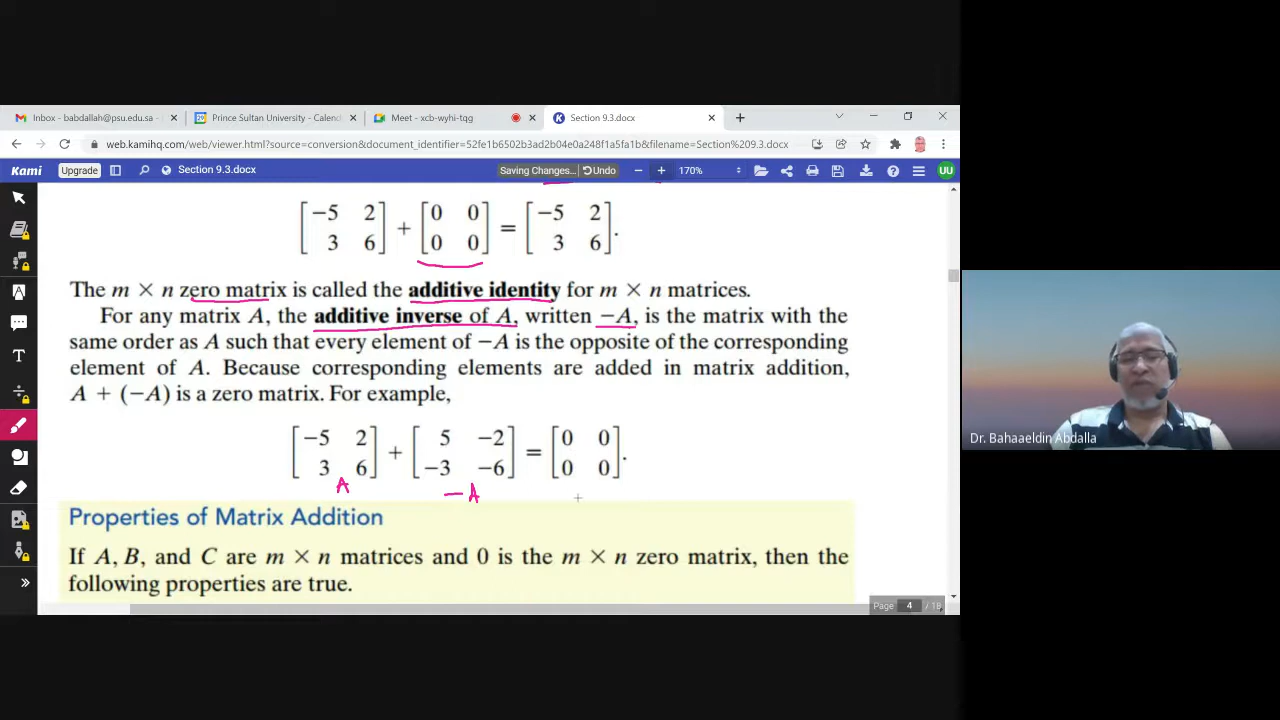 Inbox - babdallah@psu.edu.sa -
Prince Sultan University - Calend
Meet - xcb-wyhi-tqg
Section 9.3.docx
web.kamihq.com/web/viewer.html?source=conversion&document_identifier=52fe1b6502b3ad2b04e0a248f1a5fa1b&filename=Section%209.3.docx
Kami Upgrade Section 9.3.docx Saving Changes... Undo 170% UU
[−5 2 + [0 0 = [−5 2
3 6] 0 0] 3 6].
The m × n zero matrix is called the additive identity for m × n matrices.
For any matrix A, the additive inverse of A, written −A, is the matrix with the
same order as A such that every element of −A is the opposite of the corresponding
element of A. Because corresponding elements are added in matrix addition,
A + (−A) is a zero matrix. For example,
[−5 2 + [5 −2 = [0 0
3 6] −3 −6] 0 0].
A −A
Properties of Matrix Addition
If A, B, and C are m × n matrices and 0 is the m × n zero matrix, then the
following properties are true.
Page 4 / 18
Dr. Bahaaeldin Abdalla